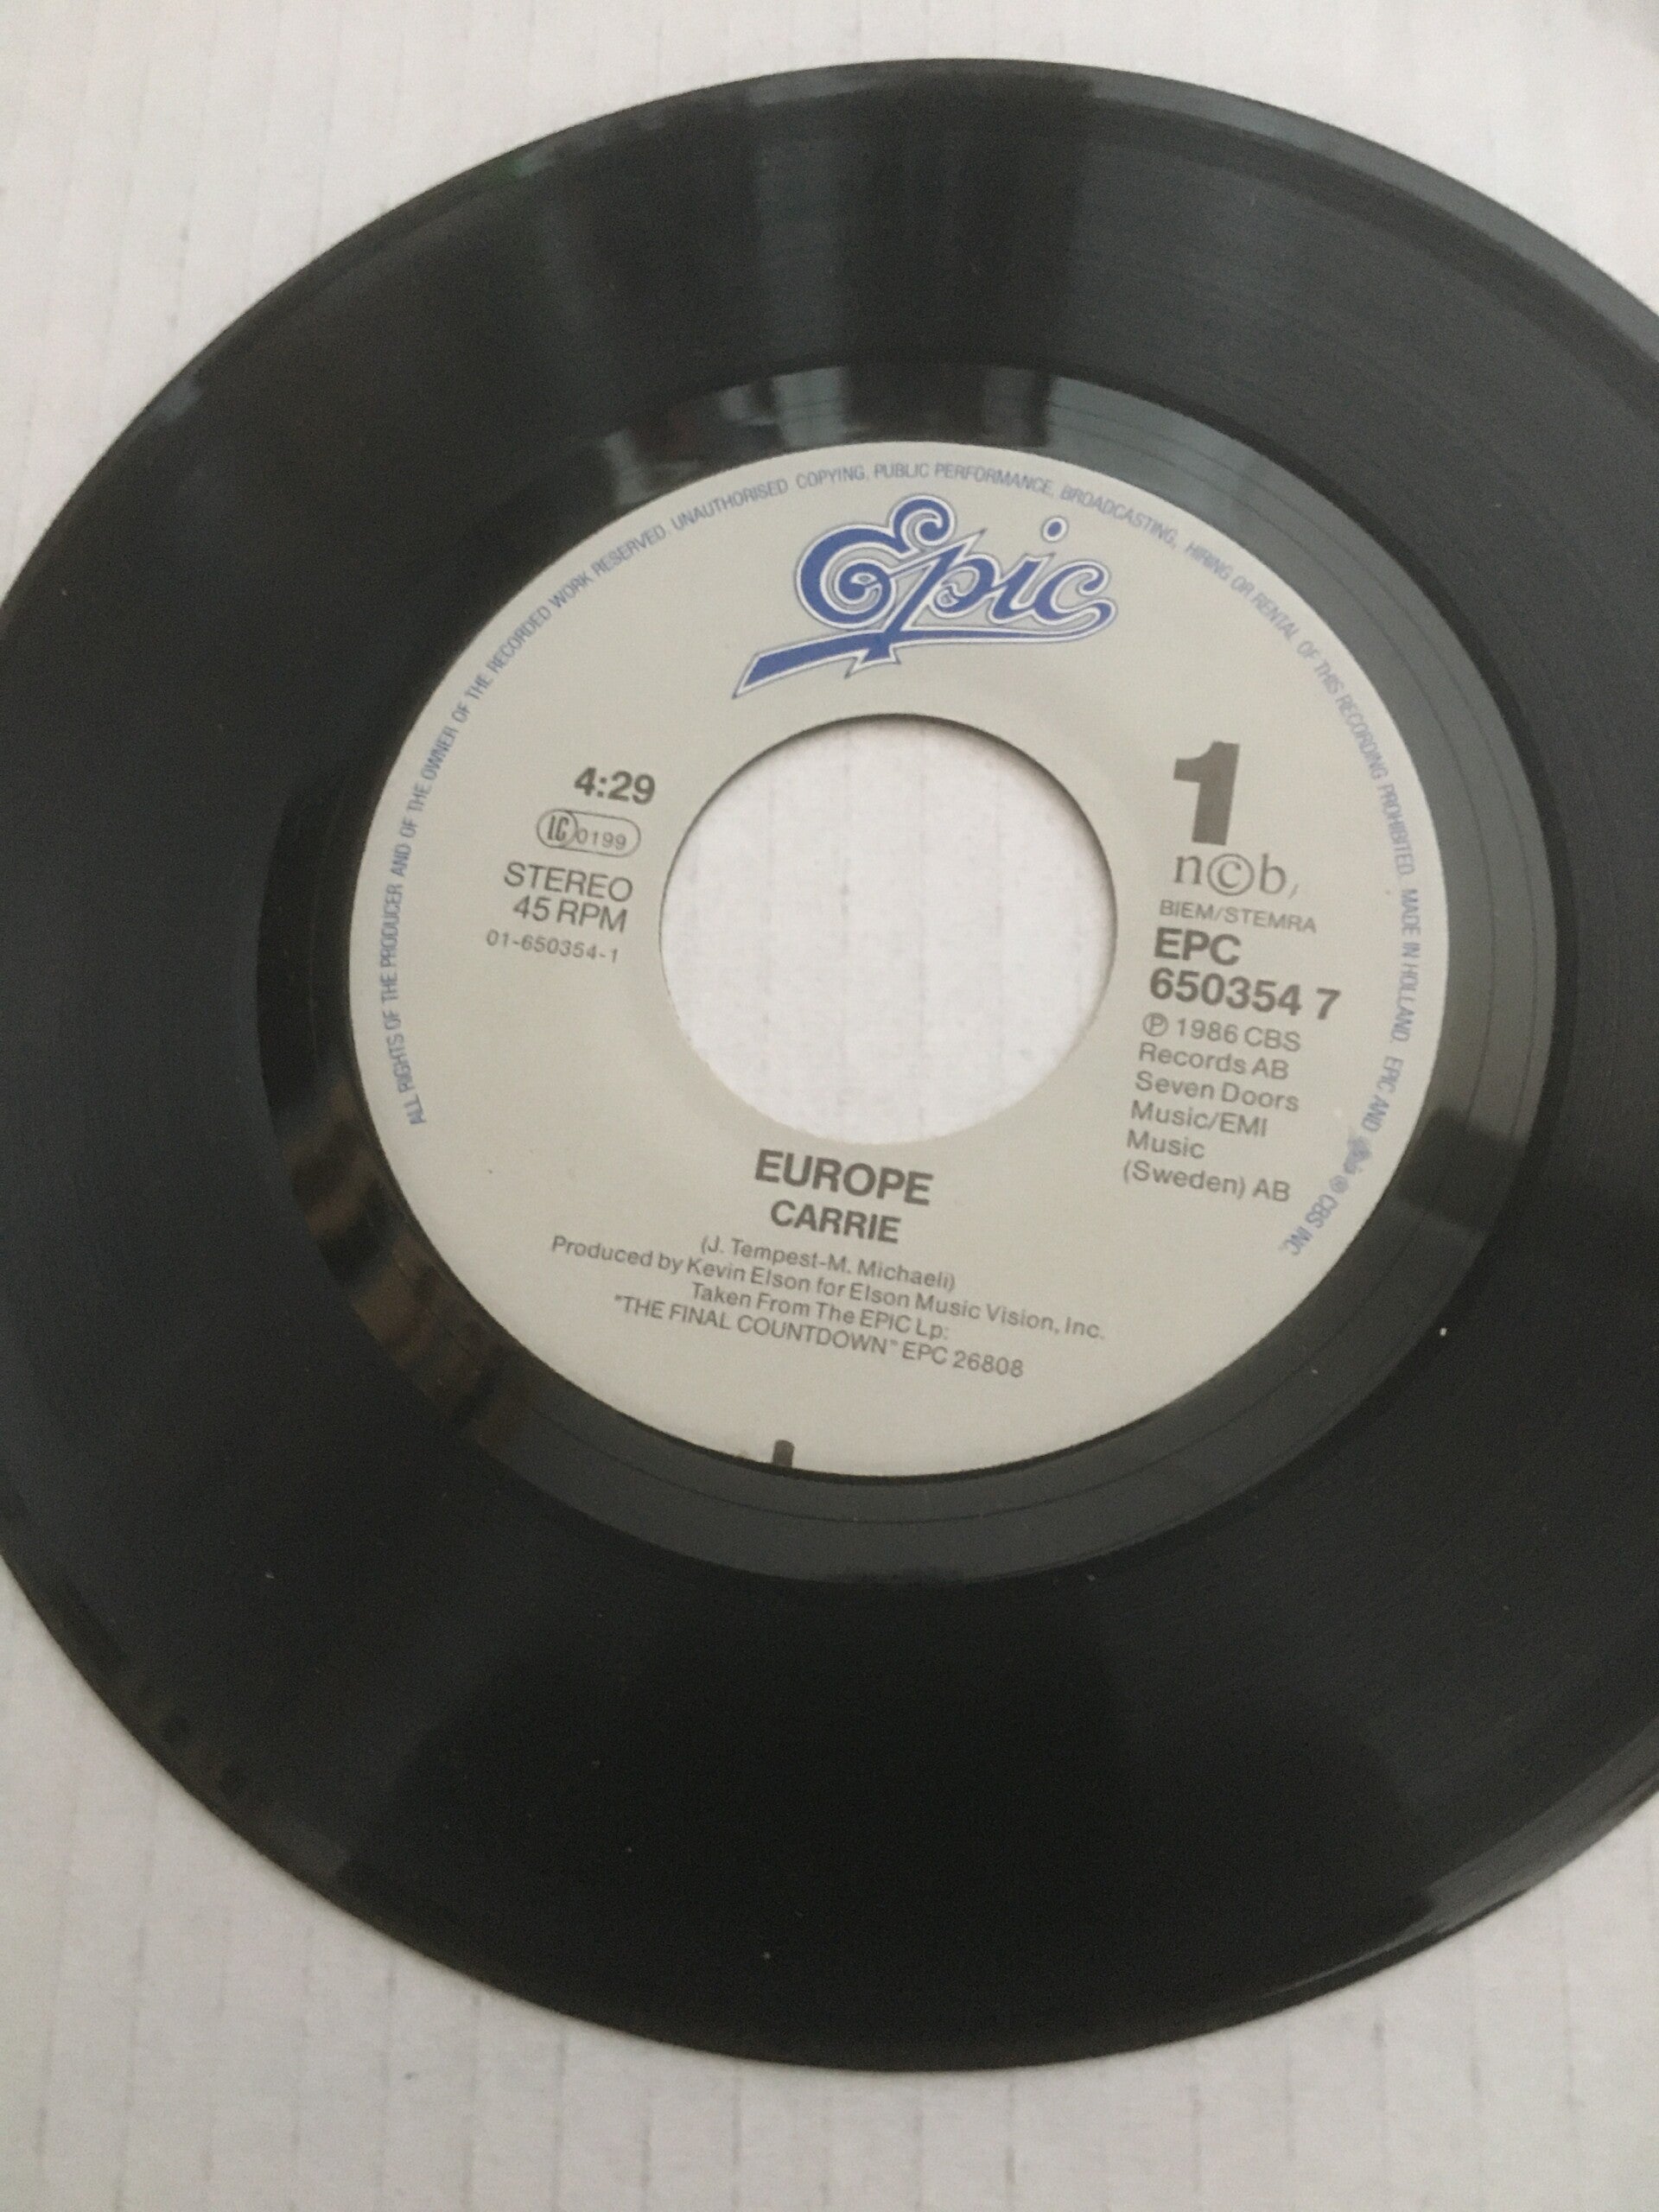 ALL RIGHTS OF THE PRODUCER AND OF THE OWNER OF THE RECORDED WORK RESERVED. UNAUTHORISED COPYING, PUBLIC PERFORMANCE, BROADCASTING, HIRING OR RENTAL OF THIS RECORDING PROHIBITED. MADE IN HOLLAND. EPIC AND Epic ® CBS INC.
Epic
4:29
LC 0199
STEREO
45 RPM
01-650354-1
1
n©b,
BIEM/STEMRA
EPC
650354 7
℗ 1986 CBS
Records AB
Seven Doors
Music/EMI
Music
(Sweden) AB
EUROPE
CARRIE
(J. Tempest-M. Michaeli)
Produced by Kevin Elson for Elson Music Vision, Inc.
Taken From The EPIC Lp:
"THE FINAL COUNTDOWN" EPC 26808